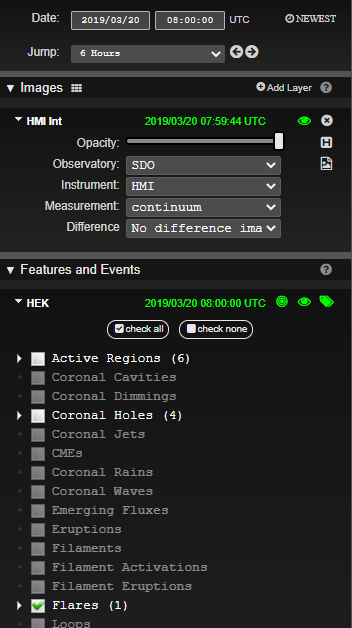 Date: 2019/03/20 08:00:00 UTC NEWEST
Jump: 6 Hours
Images Add Layer ?
HMI Int 2019/03/20 07:59:44 UTC
Opacity: H
Observatory: SDO
Instrument: HMI
Measurement: continuum
Difference No difference ima
Features and Events ?
HEK 2019/03/20 08:00:00 UTC
check all check none
Active Regions (6)
Coronal Cavities
Coronal Dimmings
Coronal Holes (4)
Coronal Jets
CMEs
Coronal Rains
Coronal Waves
Emerging Fluxes
Eruptions
Filaments
Filament Activations
Filament Eruptions
Flares (1)
Loops